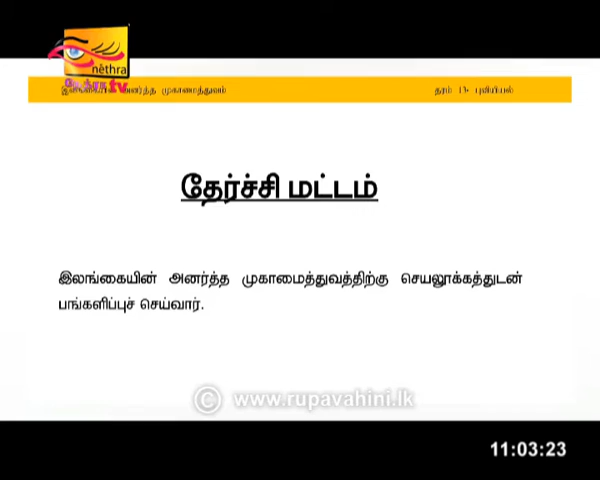 nethra
நேத்ரா tv
இலங்கையின் அனர்த்த முகாமைத்துவம்
தரம் 13- புவியியல்
தேர்ச்சி மட்டம்
இலங்கையின் அனர்த்த முகாமைத்துவத்திற்கு செயலூக்கத்துடன்
பங்களிப்புச் செய்வார்.
© www.rupavahini.lk
11:03:23